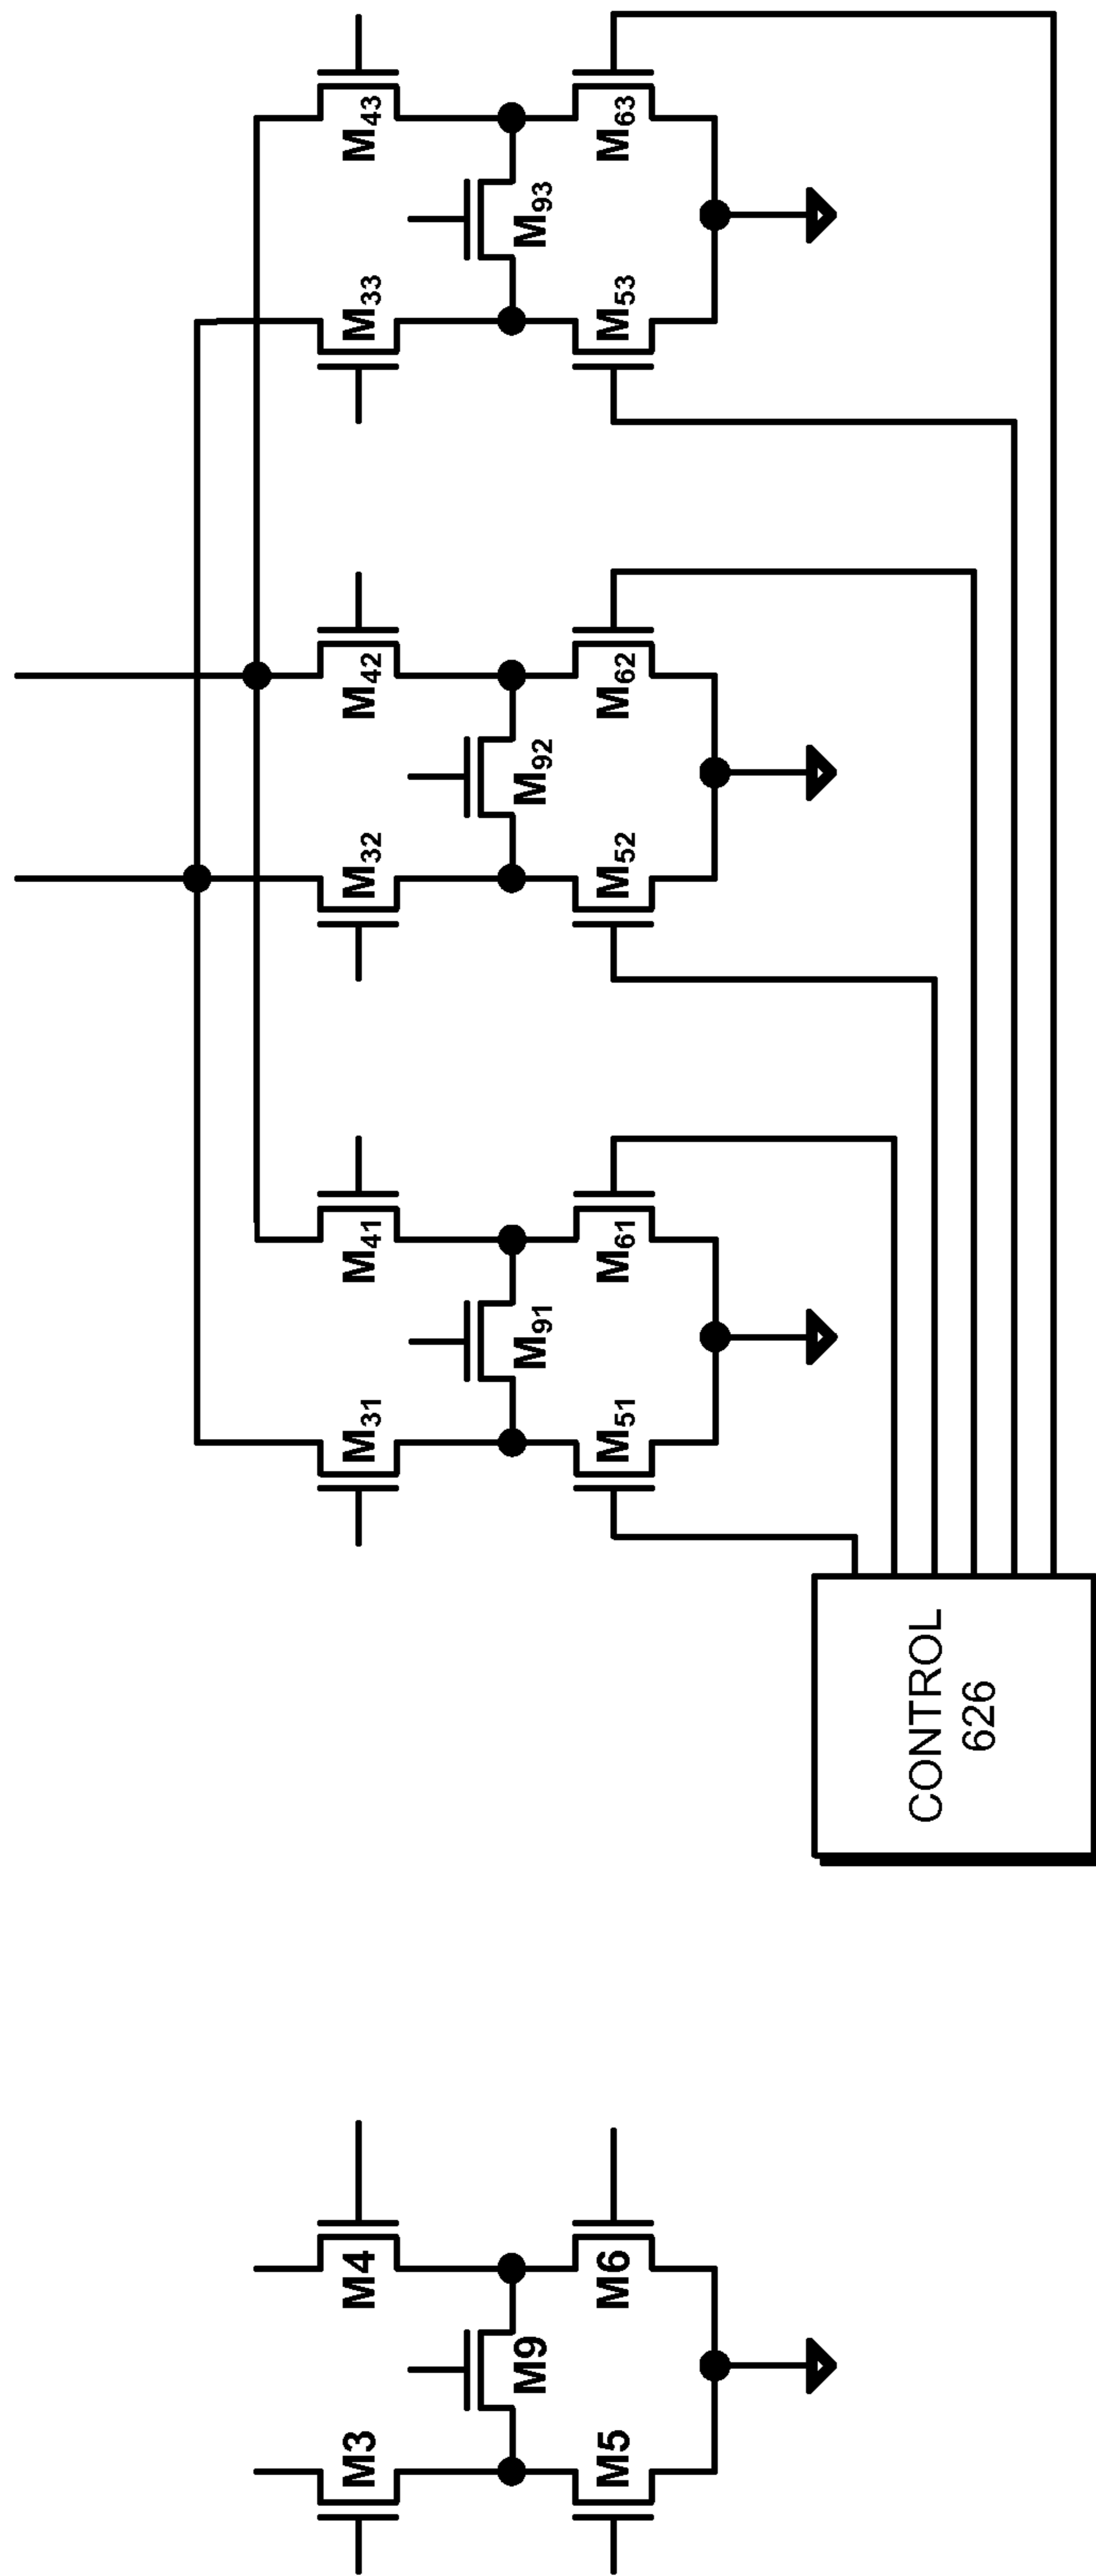 M3
M4
M9
M5
M6
M₃₁
M₄₁
M₉₁
M₅₁
M₆₁
M₃₂
M₄₂
M₉₂
M₅₂
M₆₂
M₃₃
M₄₃
M₉₃
M₅₃
M₆₃
CONTROL
626